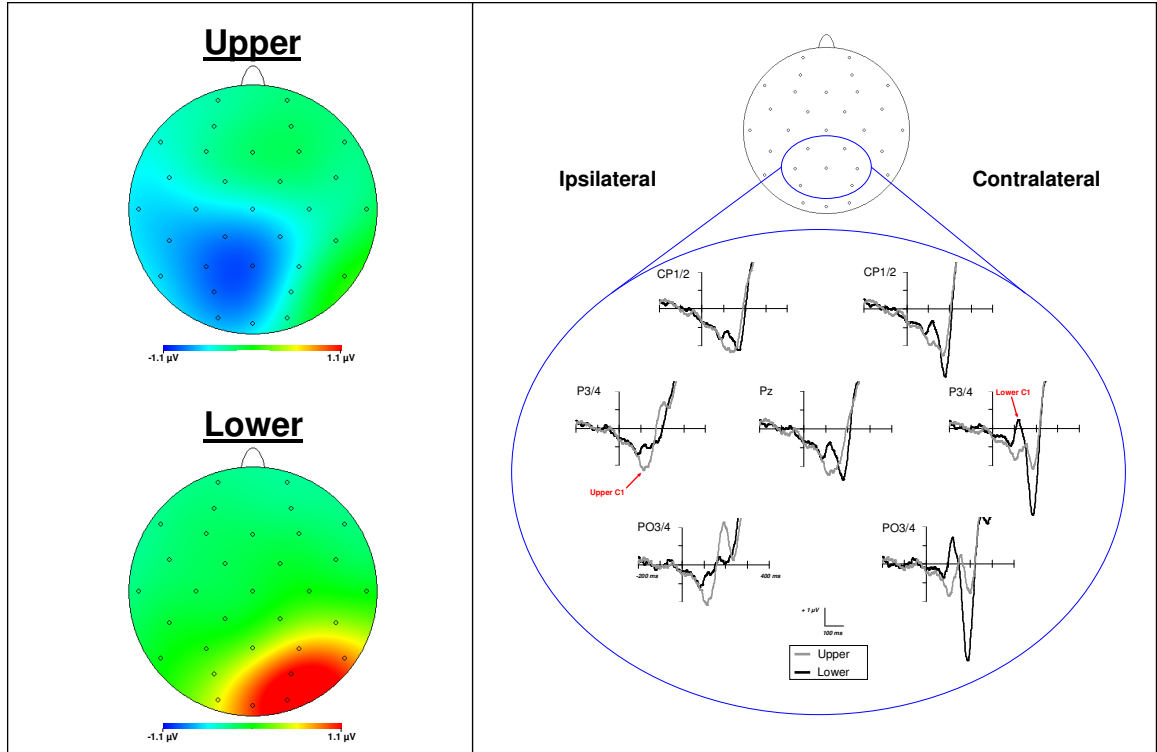 Upper
-1.1 µV 1.1 µV
Lower
-1.1 µV 1.1 µV
Ipsilateral Contralateral
CP1/2 CP1/2
P3/4 Pz P3/4
Lower C1
Upper C1
PO3/4 PO3/4
-200 ms 400 ms
+ 1 µV
100 ms
Upper
Lower